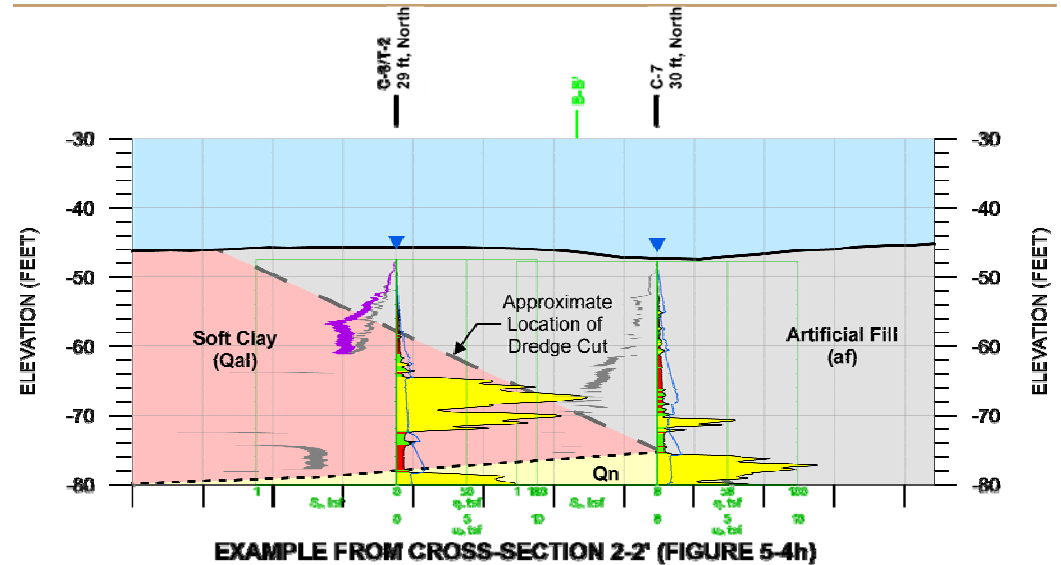 C-8/T-2
29 ft, North
B-B'
C-7
30 ft, North
-30
-30
-40
-40
-50
-50
-60
-60
-70
-70
-80
-80
ELEVATION (FEET)
ELEVATION (FEET)
Approximate
Location of
Dredge Cut
Soft Clay
(Qal)
Artificial Fill
(af)
Qn
1
0
50
1
100
0
50
100
0
5
10
0
5
10
EXAMPLE FROM CROSS-SECTION 2-2' (FIGURE 5-4h)